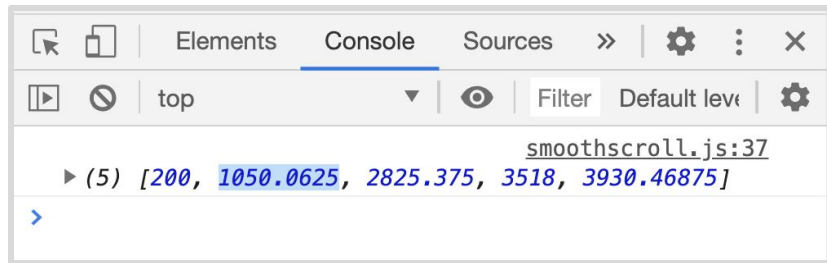 Elements Console Sources »
top Filter Default leve
smoothscroll.js:37
(5) [200, 1050.0625, 2825.375, 3518, 3930.46875]
>